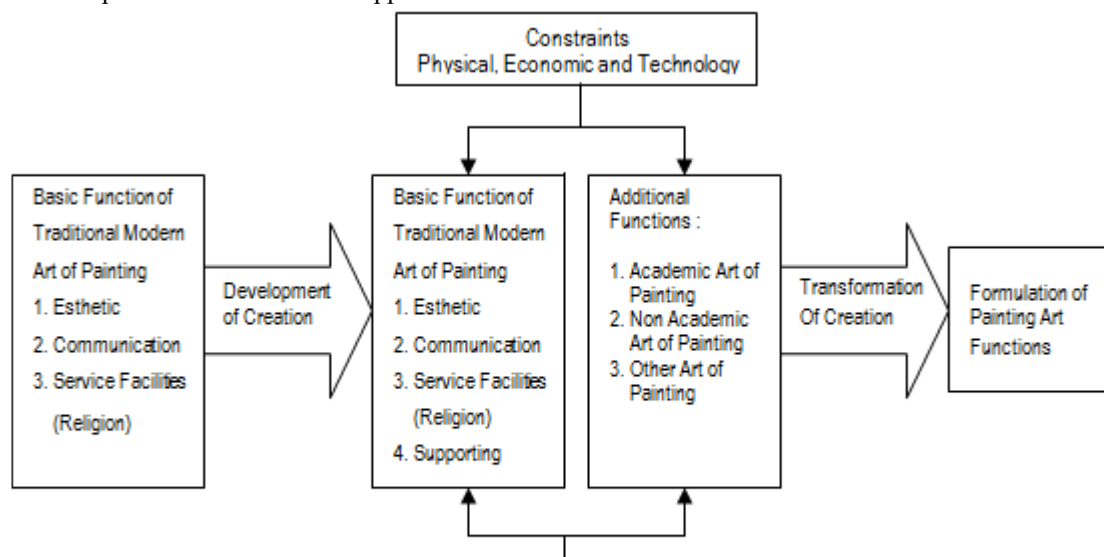 Constraints
Physical, Economic and Technology
Basic Function of
Traditional Modern
Art of Painting
1. Esthetic
2. Communication
3. Service Facilities
(Religion)
Development
of Creation
Basic Function of
Traditional Modern
Art of Painting
1. Esthetic
2. Communication
3. Service Facilities
(Religion)
4. Supporting
Additional
Functions :
1. Academic Art of
Painting
2. Non Academic
Art of Painting
3. Other Art of
Painting
Transformation
Of Creation
Formulation of
Painting Art
Functions